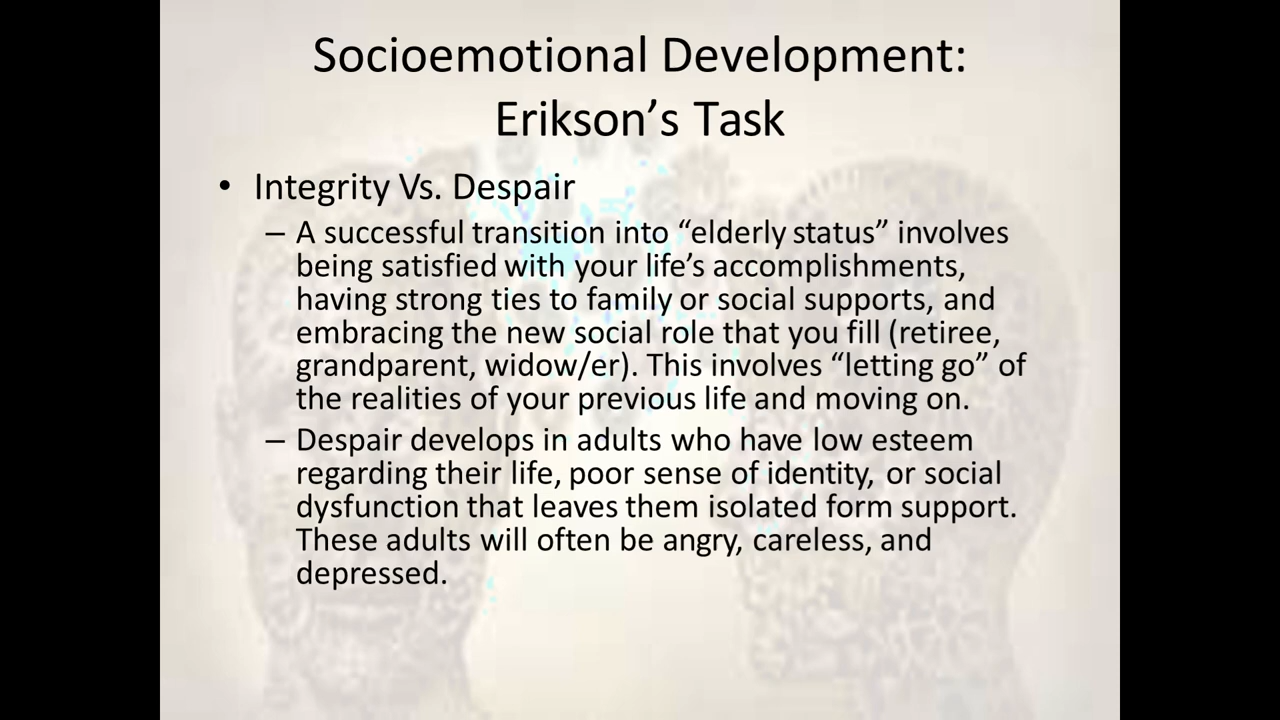 Socioemotional Development:
Erikson’s Task
• Integrity Vs. Despair
– A successful transition into “elderly status” involves
being satisfied with your life’s accomplishments,
having strong ties to family or social supports, and
embracing the new social role that you fill (retiree,
grandparent, widow/er). This involves “letting go” of
the realities of your previous life and moving on.
– Despair develops in adults who have low esteem
regarding their life, poor sense of identity, or social
dysfunction that leaves them isolated form support.
These adults will often be angry, careless, and
depressed.